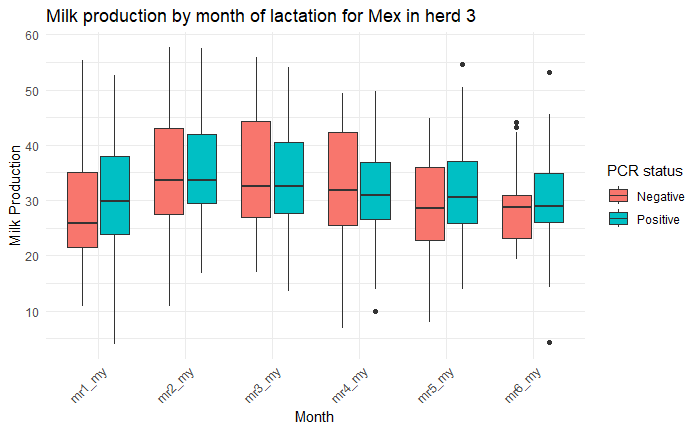 Milk production by month of lactation for Mex in herd 3
Milk Production
60
50
40
30
20
10
mr1_my
mr2_my
mr3_my
mr4_my
mr5_my
mr6_my
Month
PCR status
Negative
Positive